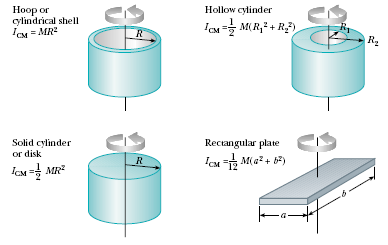 Hoop or
cylindrical shell
I_CM = MR²
R
Hollow cylinder
I_CM = 1/2 M(R₁² + R₂²)
R₁
R₂
Solid cylinder
or disk
I_CM = 1/2 MR²
R
Rectangular plate
I_CM = 1/12 M(a² + b²)
b
a